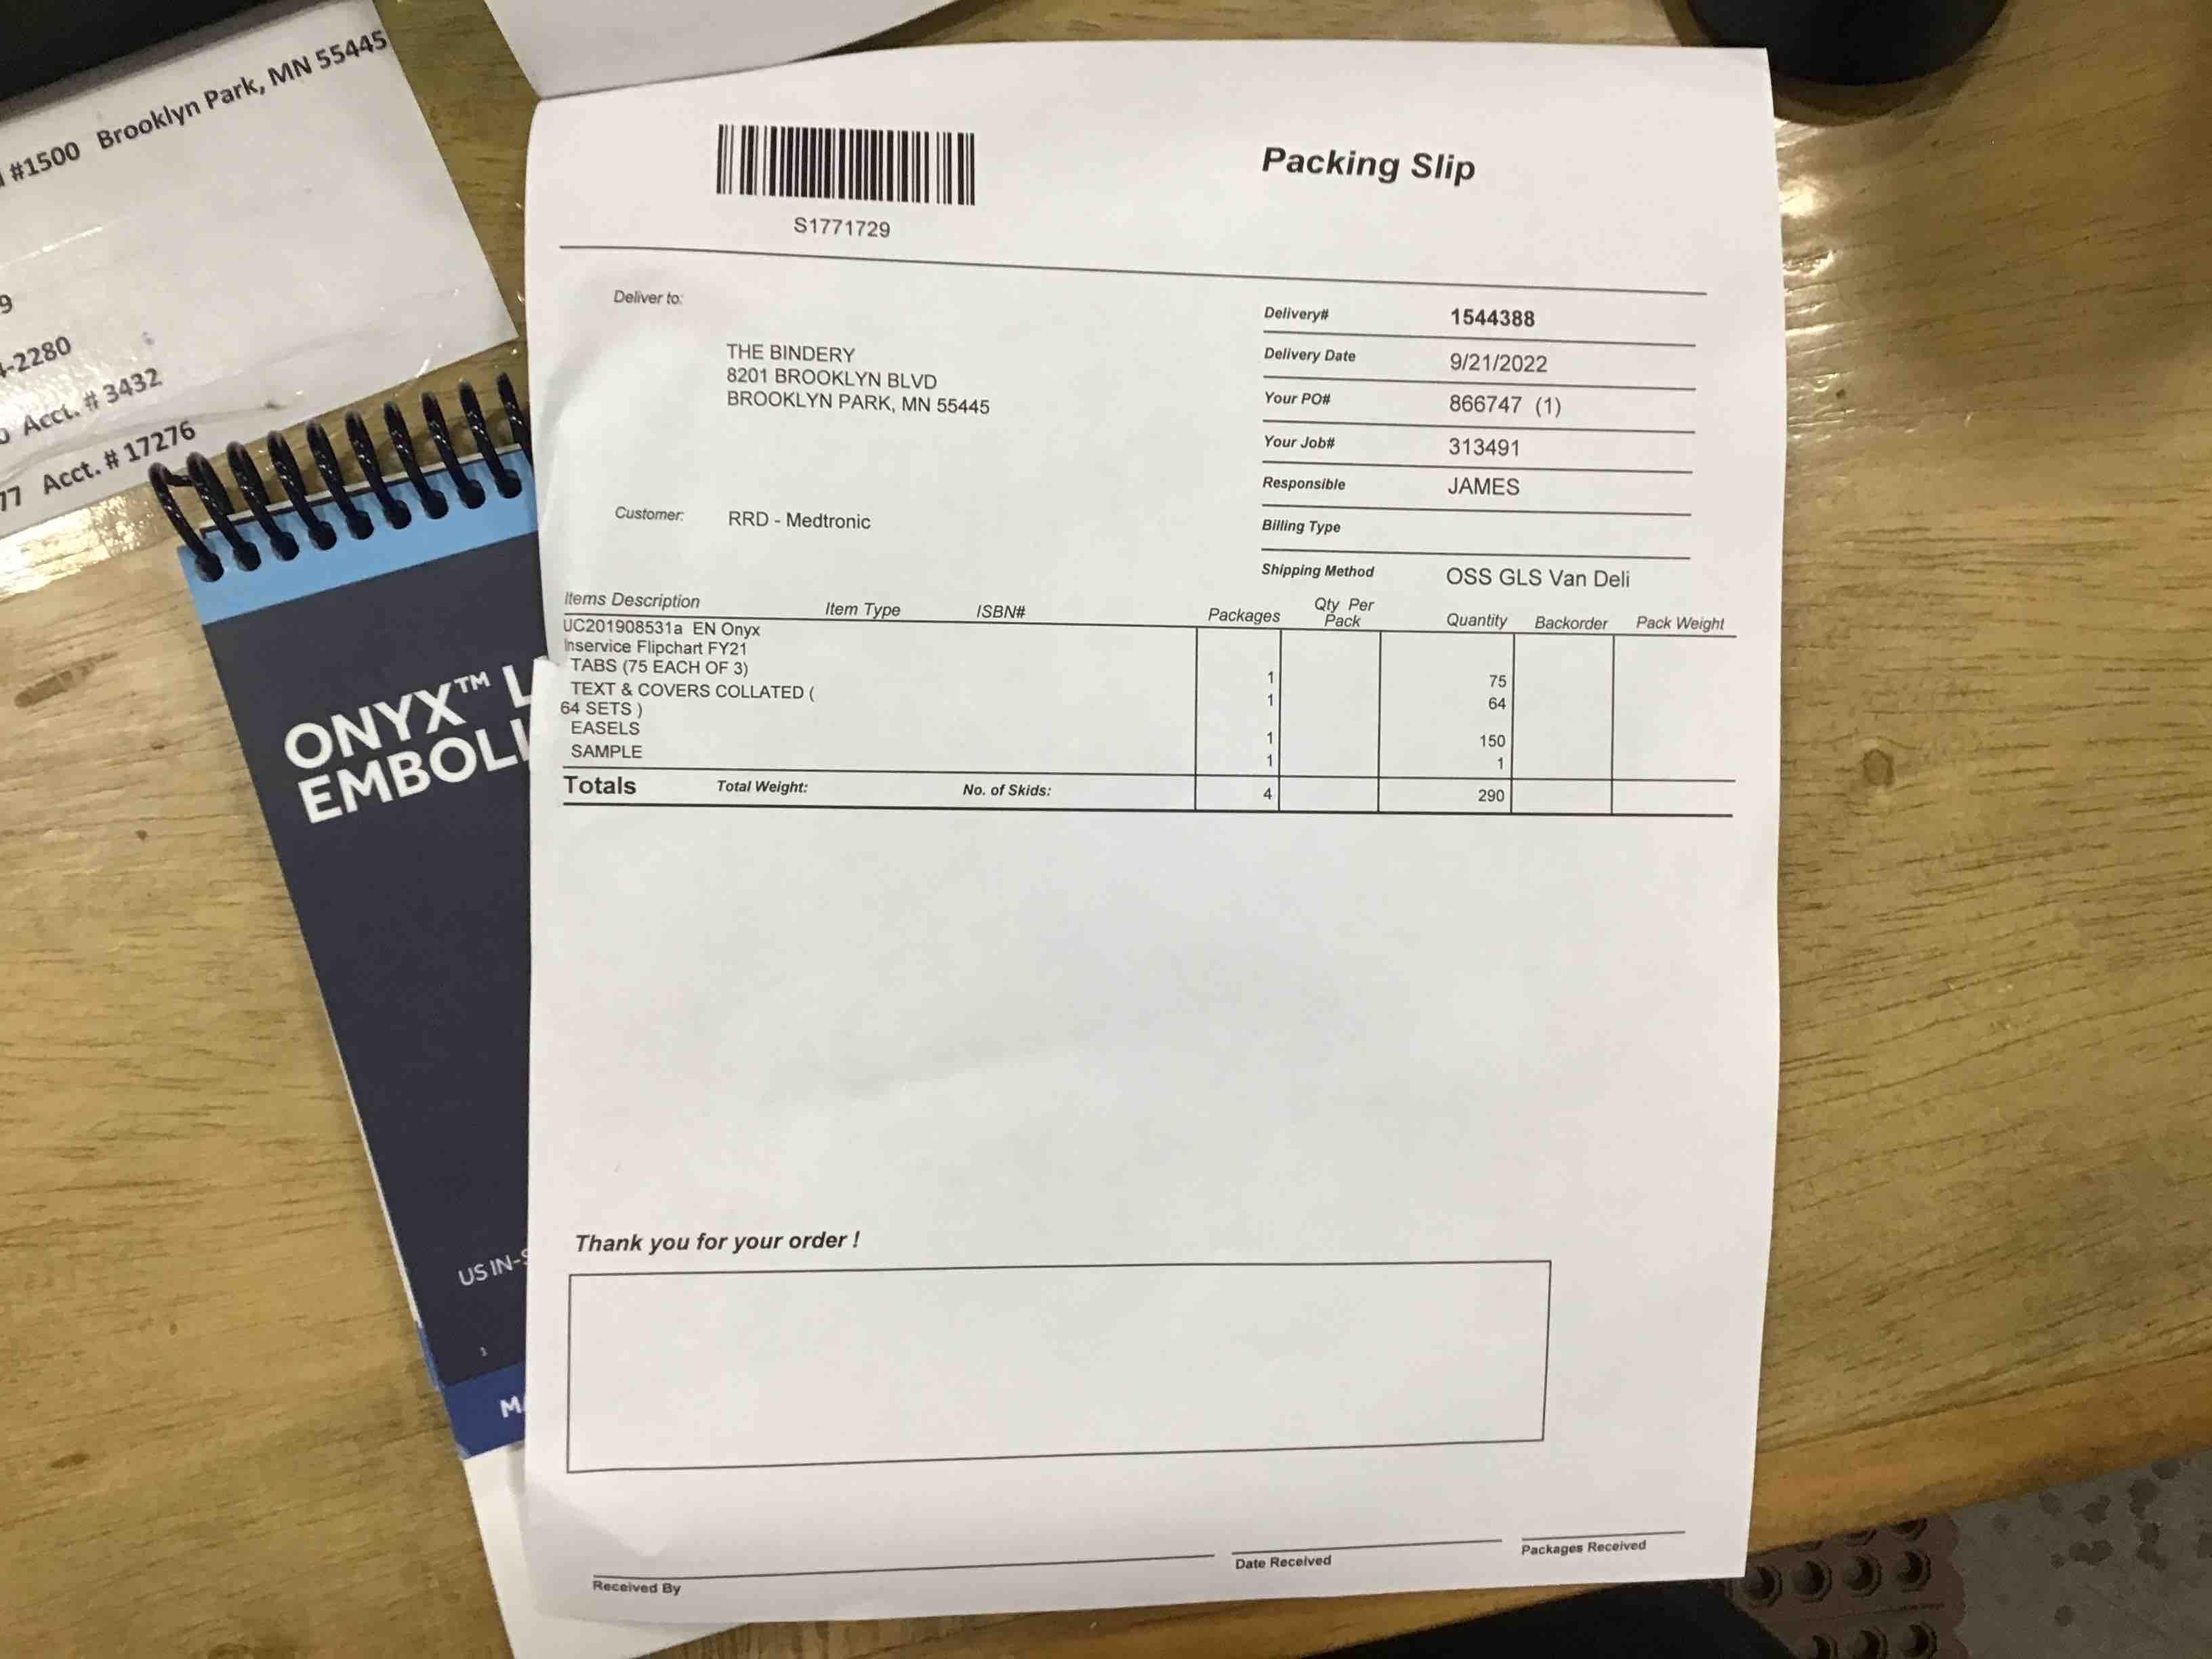 #1500 Brooklyn Park, MN 55445
9
-2280
Acct. # 3432
77 Acct. # 17276
ONYX™ L
EMBOLI
US IN-S
MA
Packing Slip
S1771729
Deliver to:
THE BINDERY
8201 BROOKLYN BLVD
BROOKLYN PARK, MN 55445
Customer: RRD - Medtronic
Delivery# 1544388
Delivery Date 9/21/2022
Your PO# 866747 (1)
Your Job# 313491
Responsible JAMES
Billing Type
Shipping Method OSS GLS Van Deli
Items Description Item Type ISBN# Packages Qty Per Pack Quantity Backorder Pack Weight
UC201908531a EN Onyx
Inservice Flipchart FY21
TABS (75 EACH OF 3) 1 75
TEXT & COVERS COLLATED ( 1 64
64 SETS )
EASELS 1 150
SAMPLE 1 1
Totals Total Weight: No. of Skids: 4 290
Thank you for your order !
Received By
Date Received
Packages Received